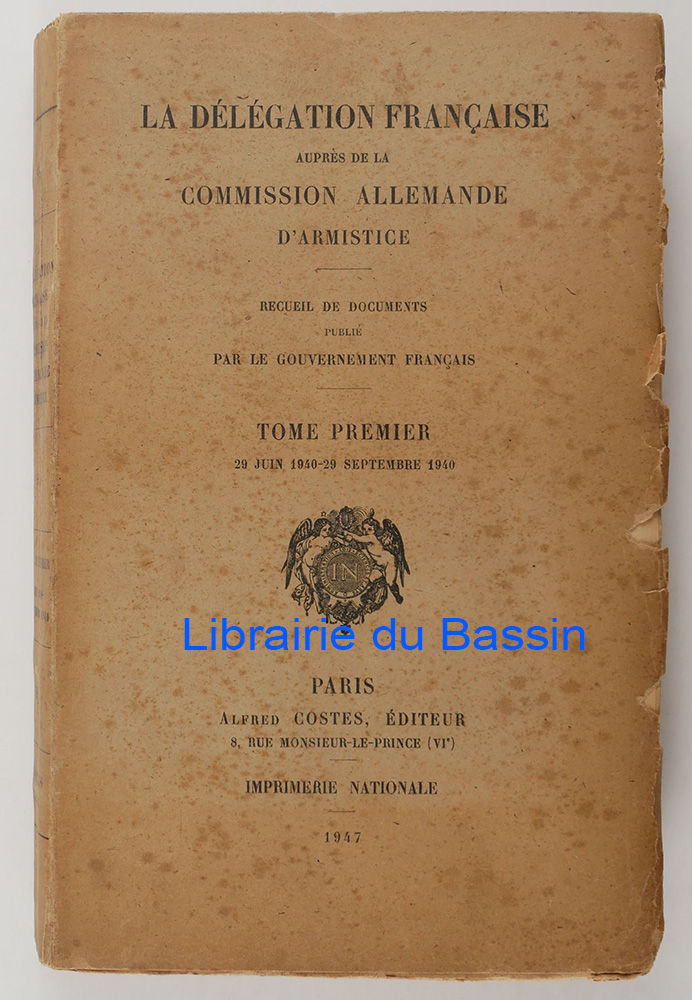 LA DÉLÉGATION FRANÇAISE
AUPRÈS DE LA
COMMISSION ALLEMANDE
D'ARMISTICE
RECUEIL DE DOCUMENTS
PUBLIÉ
PAR LE GOUVERNEMENT FRANÇAIS
TOME PREMIER
29 JUIN 1940-29 SEPTEMBRE 1940
IN
Librairie du Bassin
PARIS
ALFRED COSTES, ÉDITEUR
8, RUE MONSIEUR-LE-PRINCE (VIᵉ)
IMPRIMERIE NATIONALE
1947